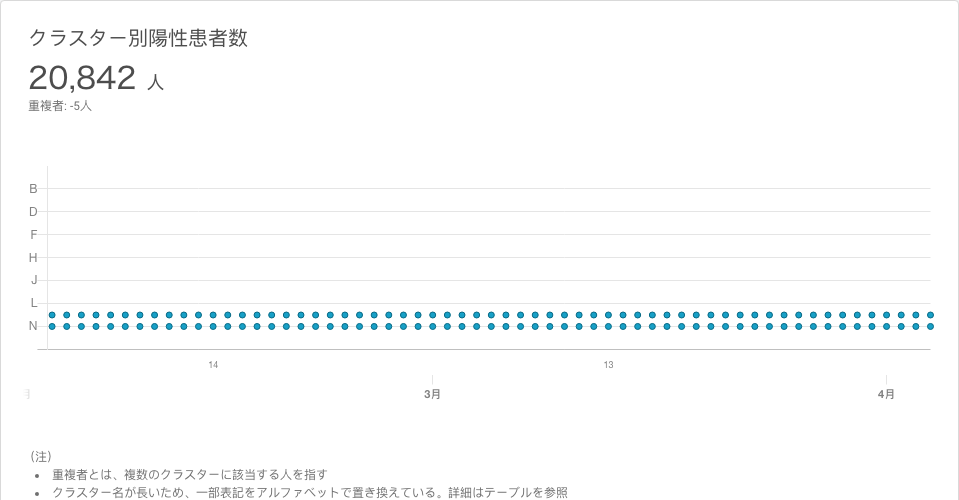 クラスター別陽性患者数
20,842 人
重複者: -5人
B
D
F
H
J
L
N
14
13
3月
4月
（注）
• 重複者とは、複数のクラスターに該当する人を指す
• クラスター名が長いため、一部表記をアルファベットで置き換えている。詳細はテーブルを参照